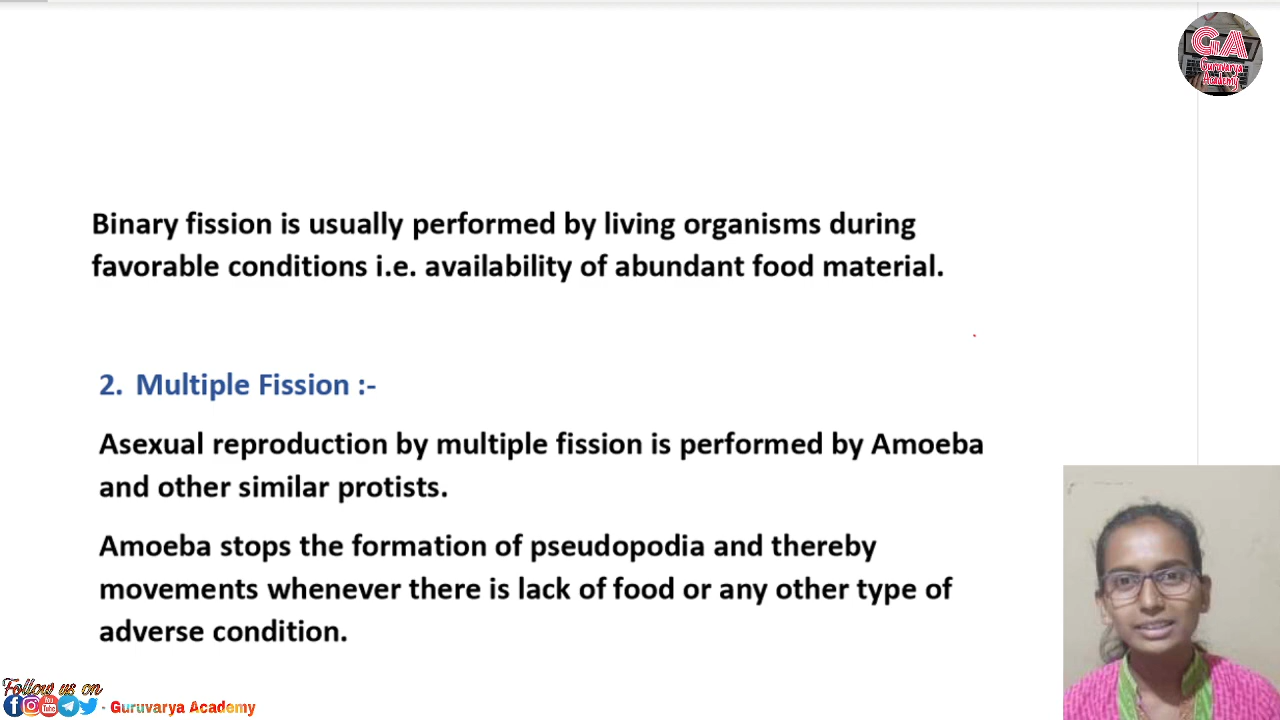 GuA
Guruvarya
Academy
Binary fission is usually performed by living organisms during
favorable conditions i.e. availability of abundant food material.
2. Multiple Fission :-
Asexual reproduction by multiple fission is performed by Amoeba
and other similar protists.
Amoeba stops the formation of pseudopodia and thereby
movements whenever there is lack of food or any other type of
adverse condition.
Follow us on
- Guruvarya Academy